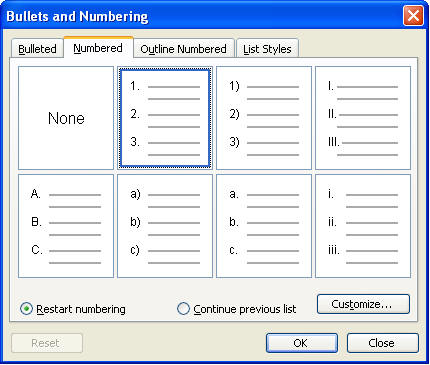 Bullets and Numbering
Bulleted Numbered Outline Numbered List Styles
None
1.
2.
3.
1)
2)
3)
I.
II.
III.
A.
B.
C.
a)
b)
c)
a.
b.
c.
i.
ii.
iii.
Restart numbering Continue previous list Customize...
Reset OK Close